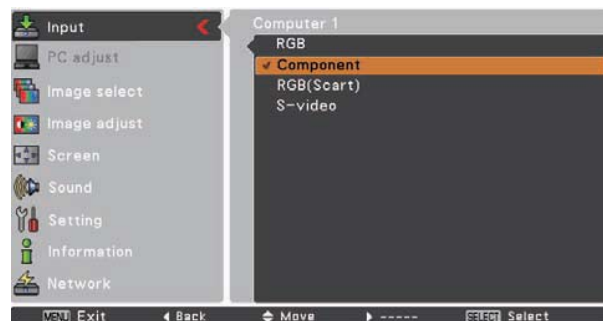 Input
PC adjust
Image select
Image adjust
Screen
Sound
Setting
Information
Network
Computer 1
RGB
Component
RGB(Scart)
S-video
MENU Exit ◀ Back Move ▶ ----- SELECT Select